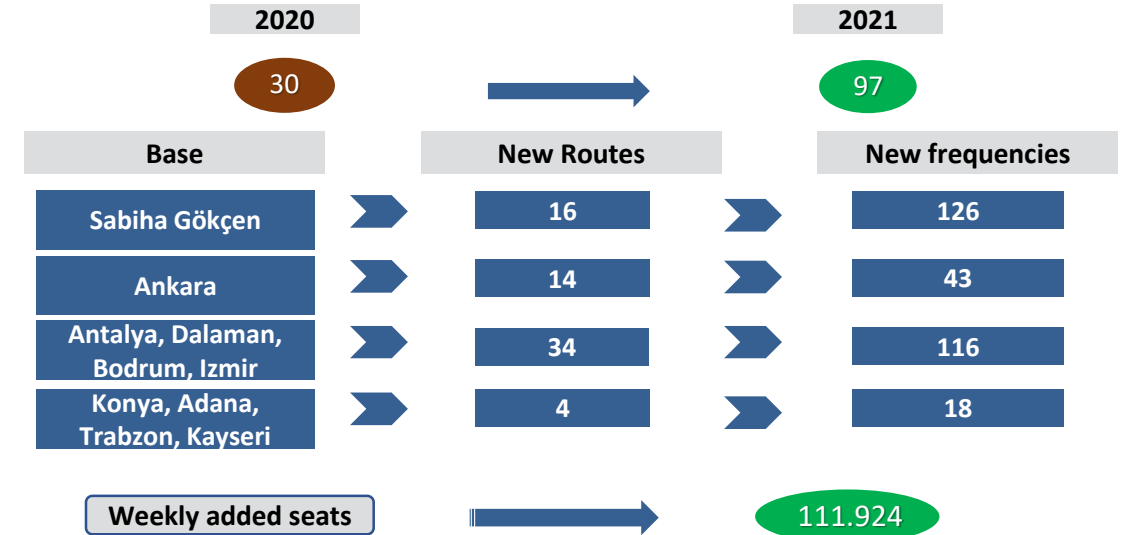 2020
2021
30
97
Base
New Routes
New frequencies
Sabiha Gökçen
16
126
Ankara
14
43
Antalya, Dalaman,
Bodrum, Izmir
34
116
Konya, Adana,
Trabzon, Kayseri
4
18
Weekly added seats
111.924